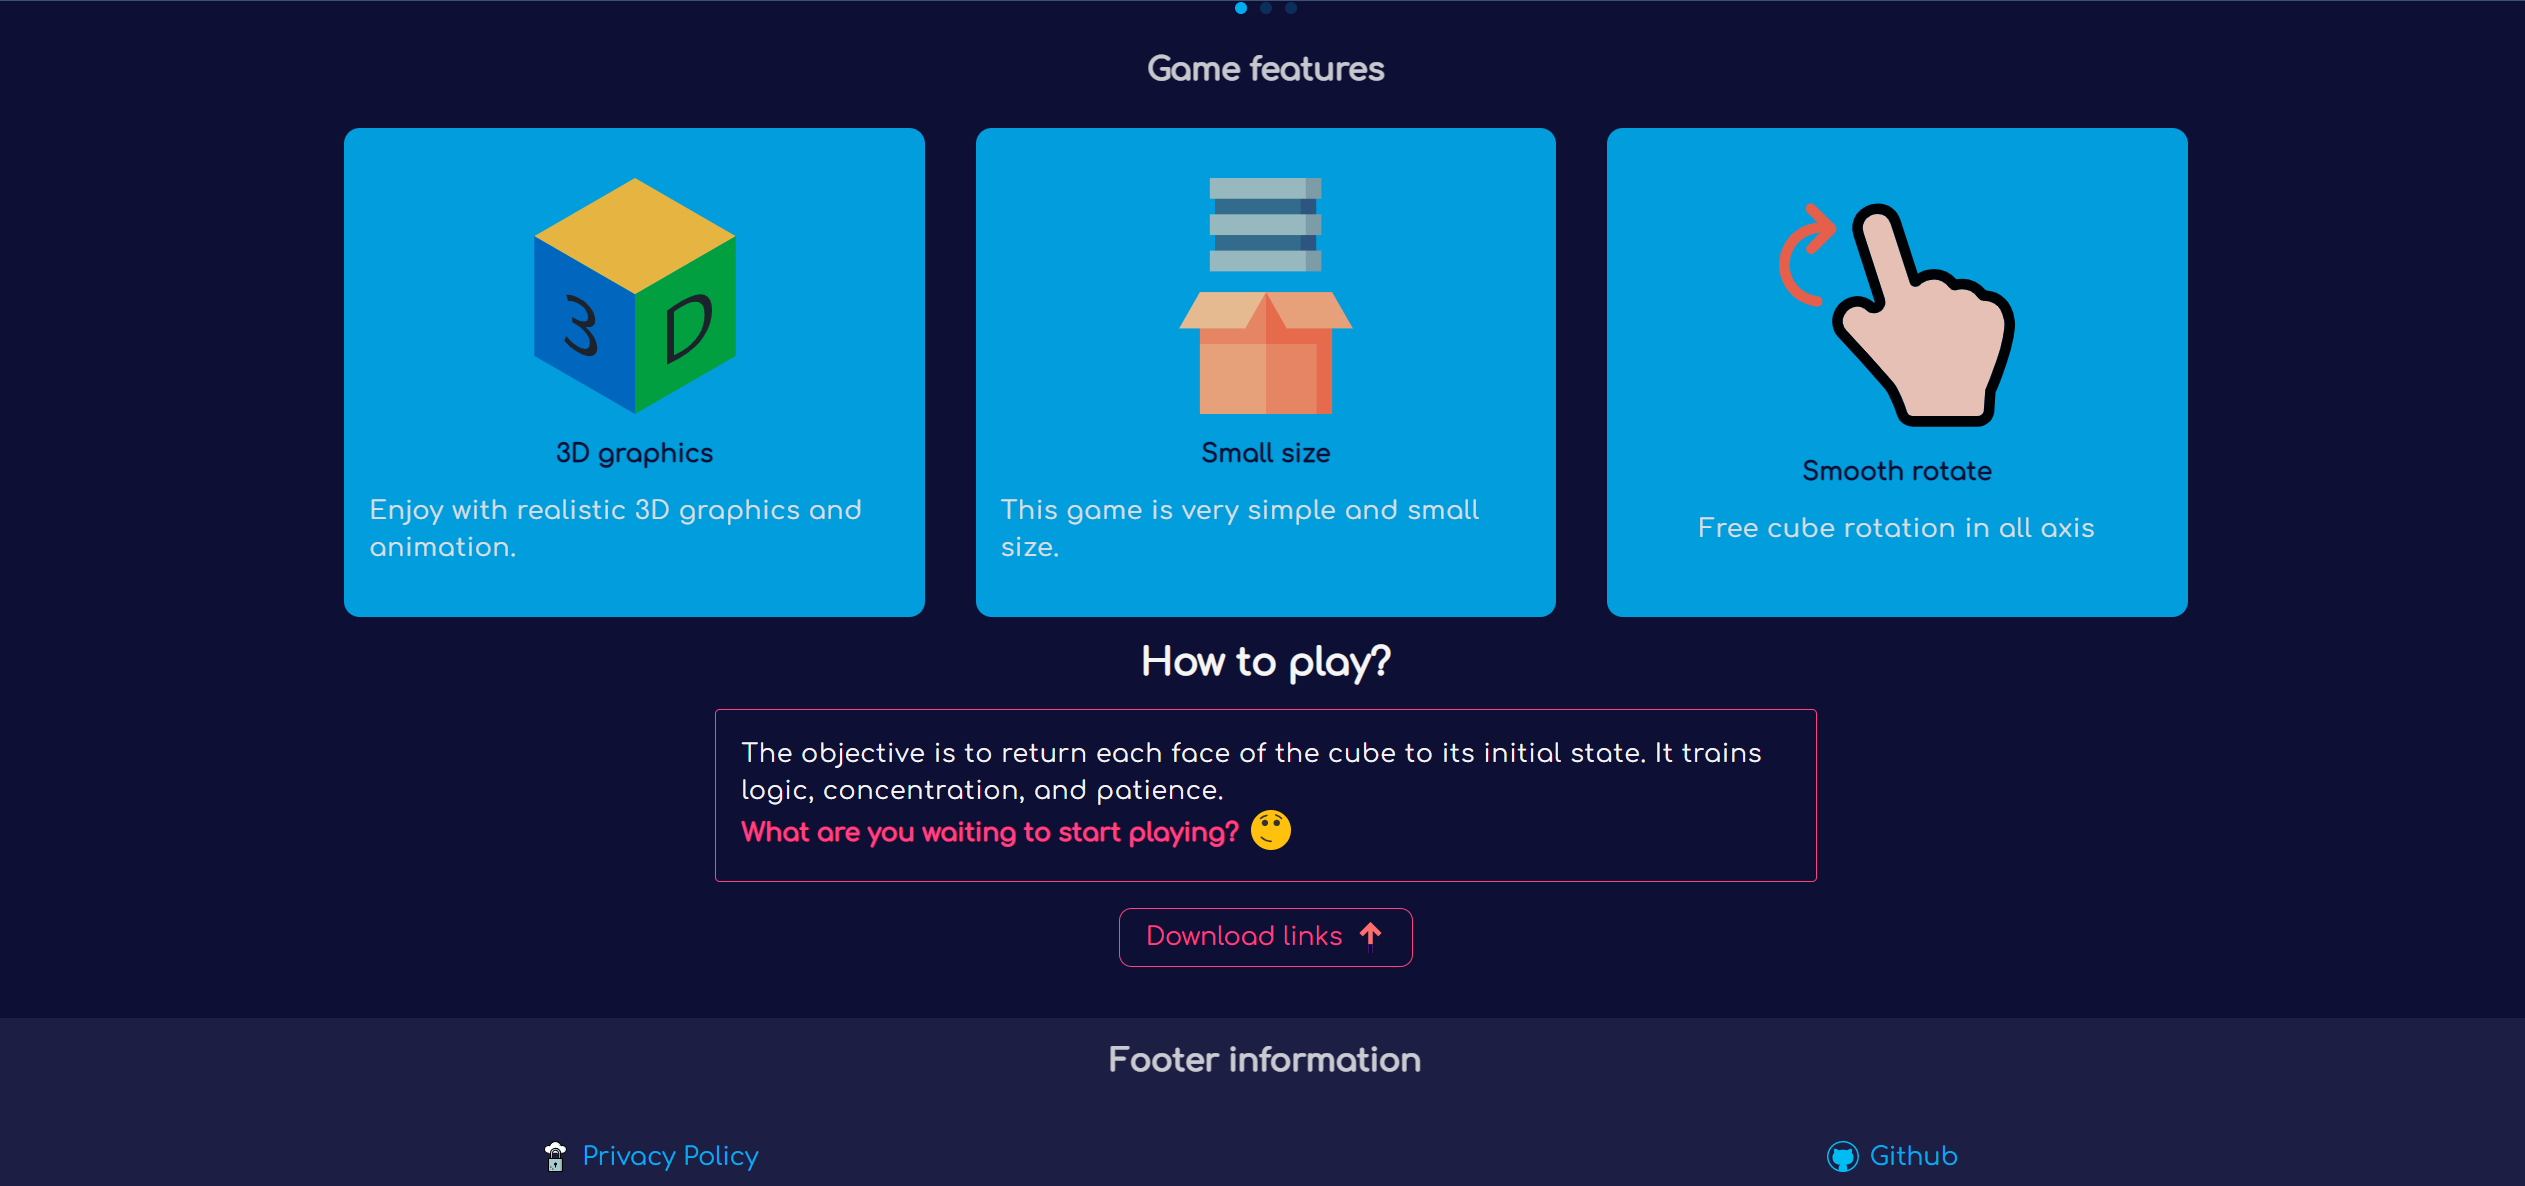 Game features
3D
3D graphics
Enjoy with realistic 3D graphics and
animation.
Small size
This game is very simple and small
size.
Smooth rotate
Free cube rotation in all axis
How to play?
The objective is to return each face of the cube to its initial state. It trains
logic, concentration, and patience.
What are you waiting to start playing?
Download links
Footer information
Privacy Policy
Github